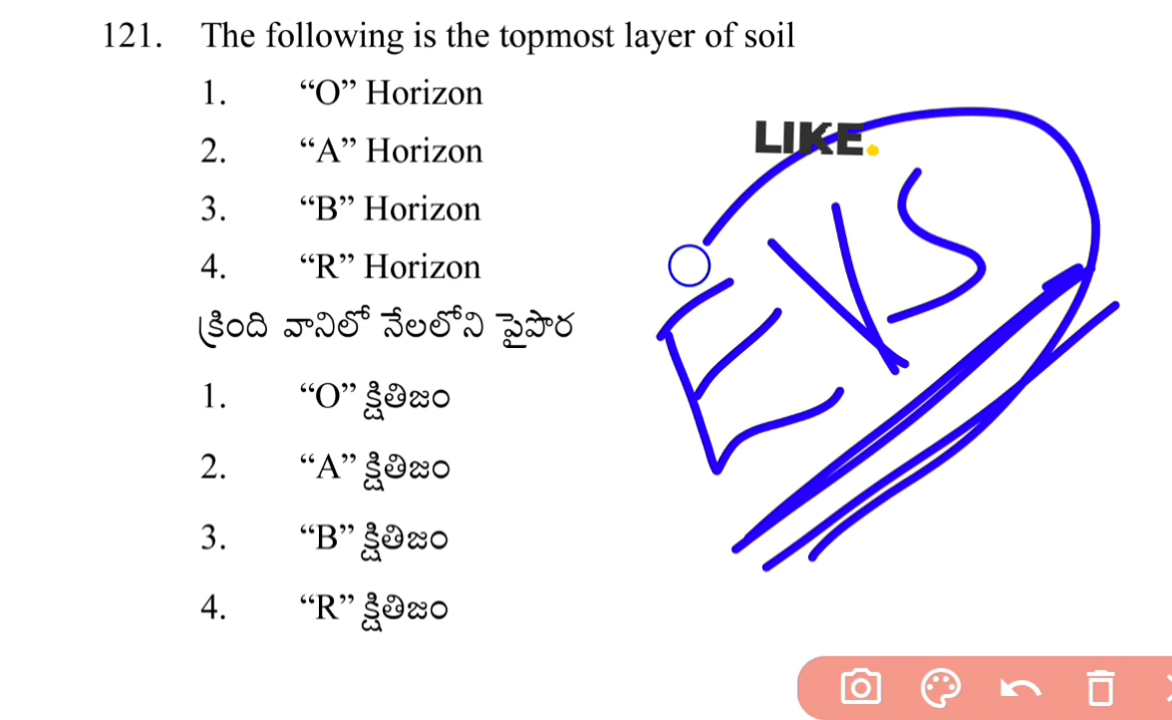 121. The following is the topmost layer of soil
1. “O” Horizon
2. “A” Horizon
3. “B” Horizon
4. “R” Horizon
క్రింది వానిలో నేలలోని పైపొర
1. “O” క్షితిజం
2. “A” క్షితిజం
3. “B” క్షితిజం
4. “R” క్షితిజం
LIKE.
EVS